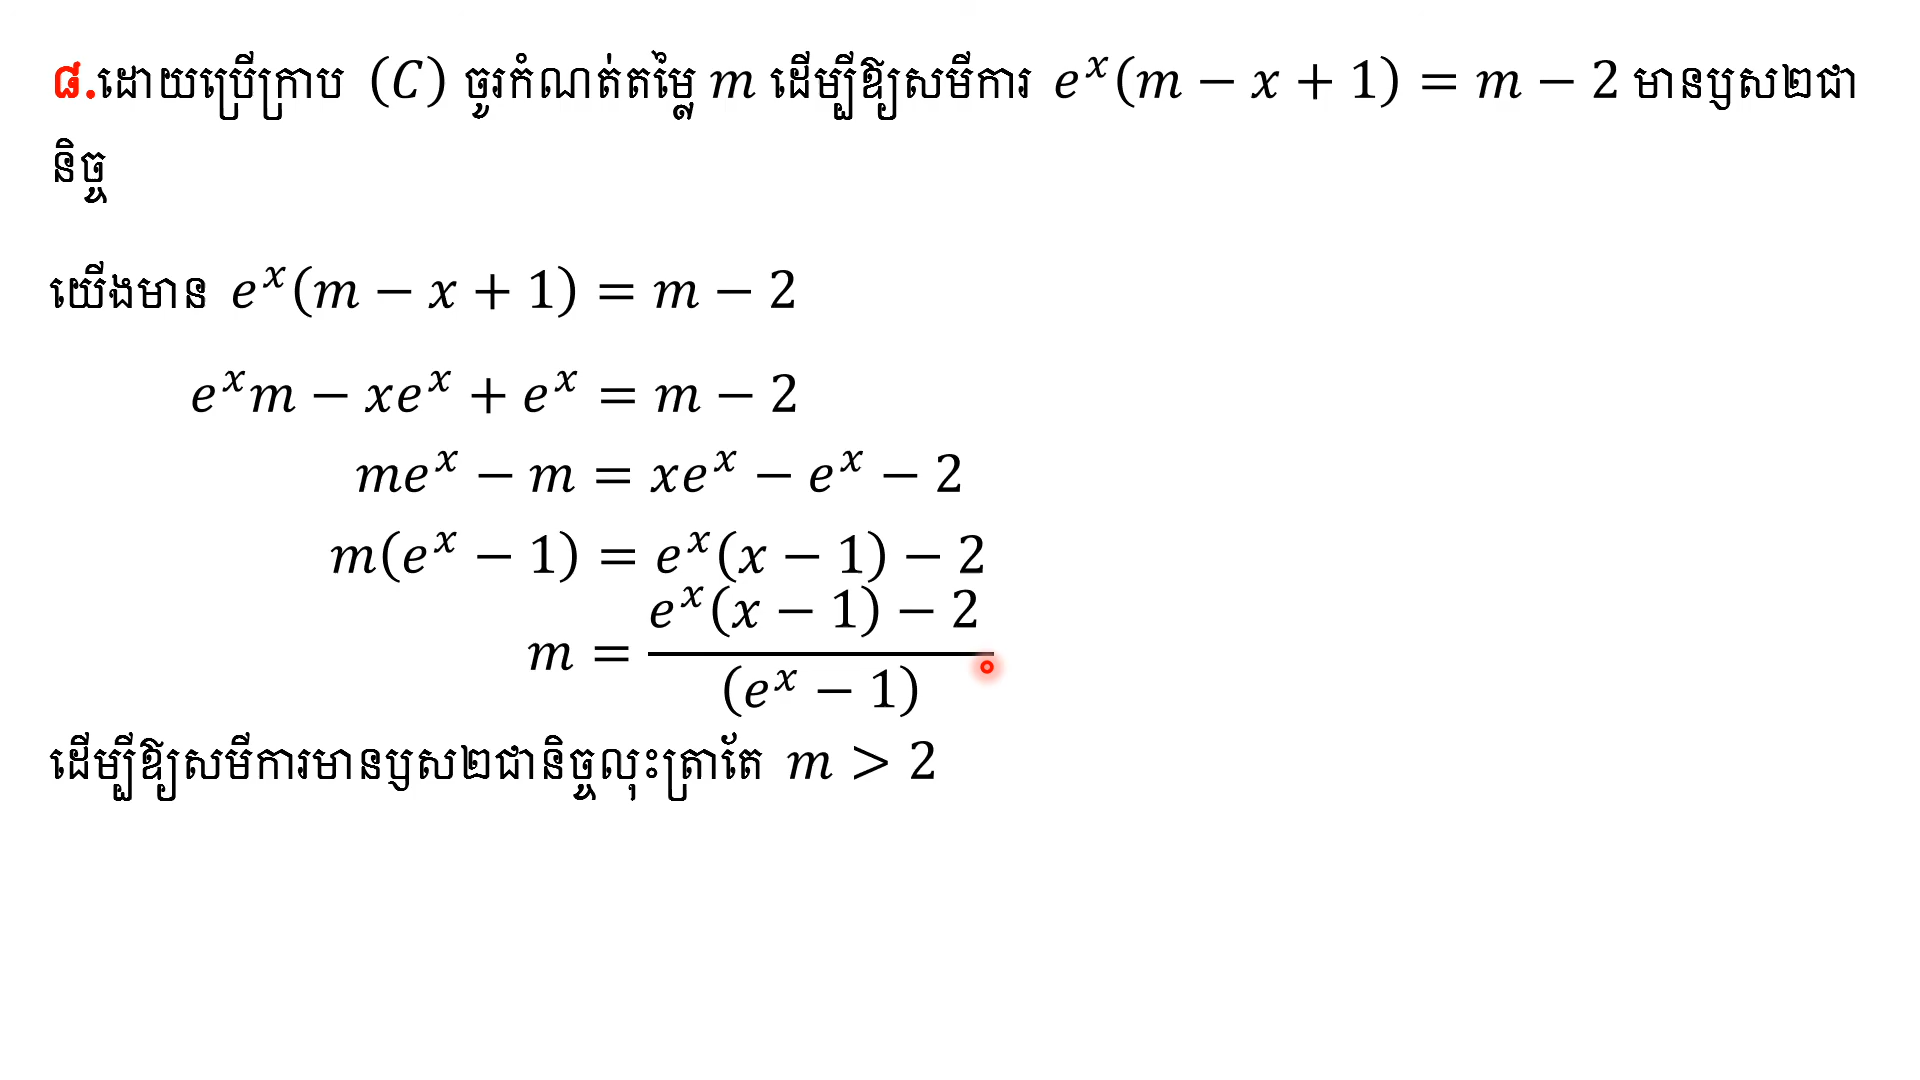 ៨.ដោយប្រើក្រាប (C) ចូរកំណត់តម្លៃ m ដើម្បីឱ្យសមីការ e^x(m − x + 1) = m − 2 មានឫស២ជា
និច្ច
យើងមាន e^x(m − x + 1) = m − 2
e^x m − xe^x + e^x = m − 2
me^x − m = xe^x − e^x − 2
m(e^x − 1) = e^x(x − 1) − 2
m = \frac{e^x(x − 1) − 2}{(e^x − 1)}
ដើម្បីឱ្យសមីការមានឫស២ជានិច្ចលុះត្រាតែ m > 2